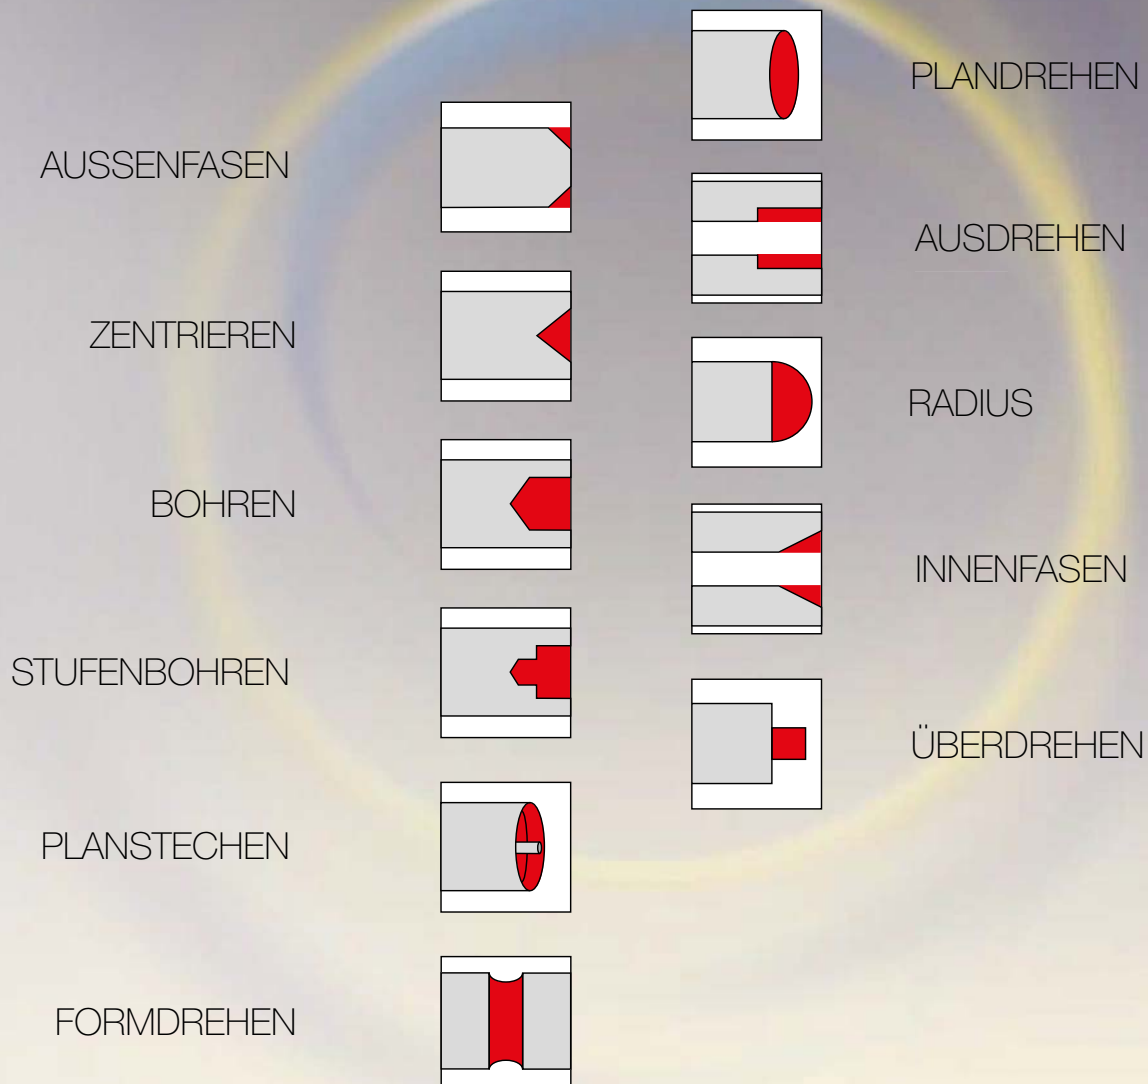 AUSSENFASEN
ZENTRIEREN
BOHREN
STUFENBOHREN
PLANSTECHEN
FORMDREHEN
PLANDREHEN
AUSDREHEN
RADIUS
INNENFASEN
ÜBERDREHEN